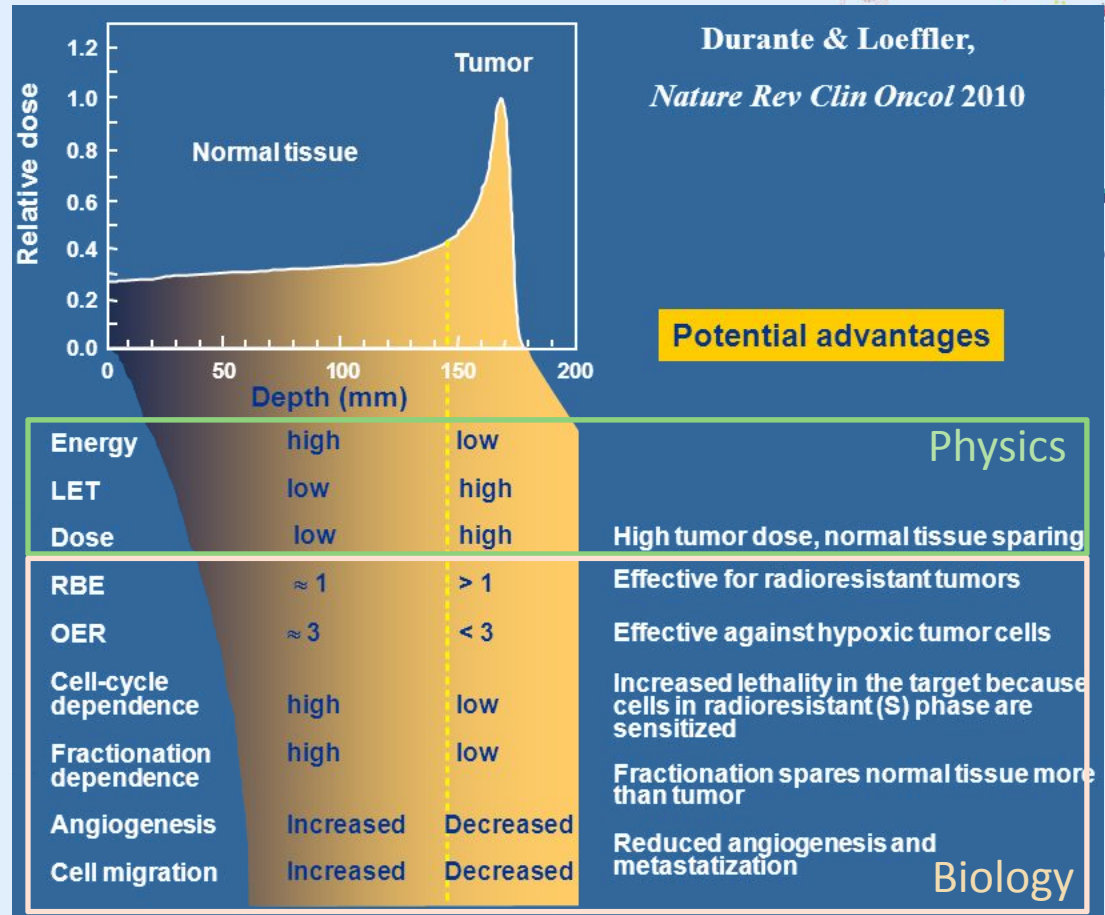 Durante & Loeffler,
Nature Rev Clin Oncol 2010
Relative dose
1.2
1.0
0.8
0.6
0.4
0.2
0.0
Normal tissue
Tumor
0 50 100 150 200
Depth (mm)
Potential advantages
Physics
Energy high low
LET low high
Dose low high High tumor dose, normal tissue sparing
RBE ≈ 1 > 1 Effective for radioresistant tumors
OER ≈ 3 < 3 Effective against hypoxic tumor cells
Cell-cycle
dependence high low
Increased lethality in the target because
cells in radioresistant (S) phase are
sensitized
Fractionation high low
dependence
Fractionation spares normal tissue more
than tumor
Angiogenesis Increased Decreased
Reduced angiogenesis and
metastatization
Cell migration Increased Decreased
Biology